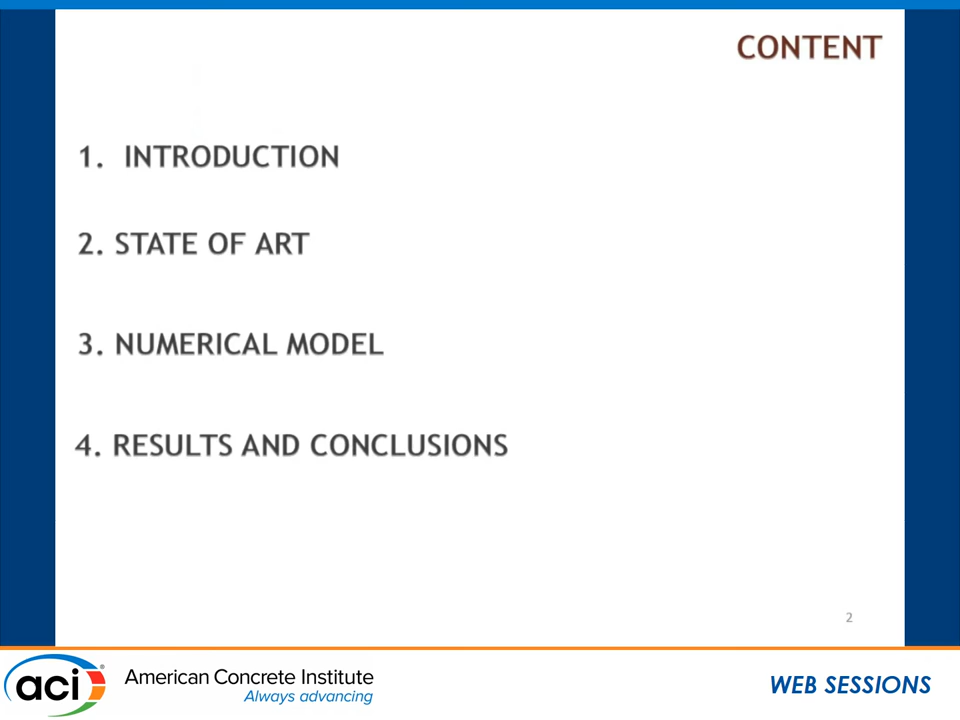 CONTENT
1. INTRODUCTION
2. STATE OF ART
3. NUMERICAL MODEL
4. RESULTS AND CONCLUSIONS
2
aci®
American Concrete Institute
Always advancing
WEB SESSIONS